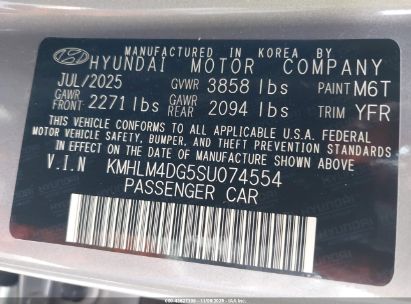 MANUFACTURED IN KOREA BY
HYUNDAI MOTOR COMPANY
JUL/2025 GVWR 3858 lbs PAINT M6T
GAWR FRONT 2271 lbs GAWR REAR 2094 lbs TRIM YFR
THIS VEHICLE CONFORMS TO ALL APPLICABLE U.S.A. FEDERAL
MOTOR VEHICLE SAFETY, BUMPER, AND THEFT PREVENTION STANDARDS
IN EFFECT ON THE DATE OF MANUFACTURE SHOWN ABOVE.
V.I.N KMHLM4DG5SU074554
PASSENGER CAR